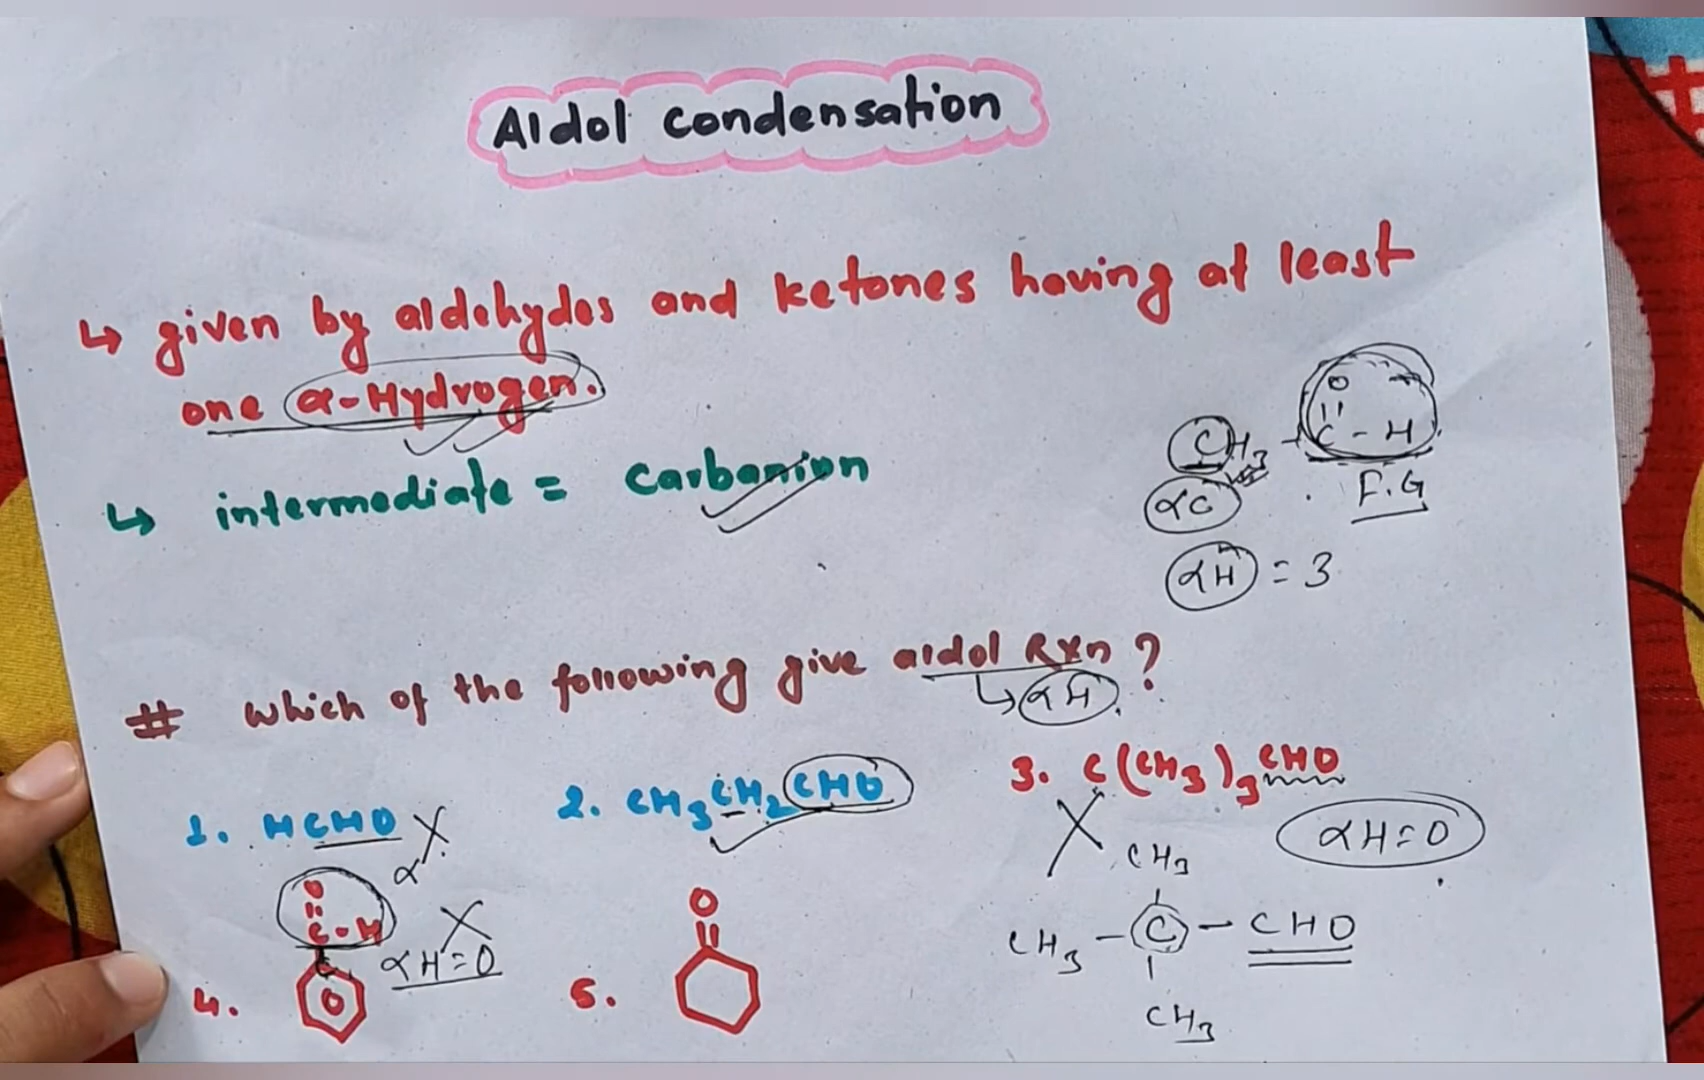 Aldol condensation
↳ given by aldehydes and ketones having at least
one α-Hydrogen.
↳ intermediate = Carbanion
O
||
CH3 - C - H
αC
F.G
αH = 3
# Which of the following give aldol Rxn ?
↳ αH
1. HCHO X
α
2. CH3CH2CHO
3. C(CH3)3CHO
X
αH=0
CH3
CH3 - C - CHO
CH3
O
||
C-H X
αH=0
4.
5.
O
||